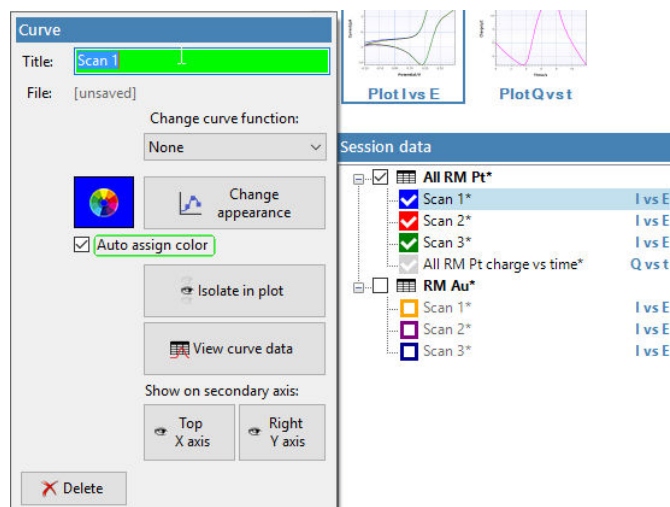 Curve
Title: Scan 1
File: [unsaved]
Change curve function:
None
Change
appearance
Auto assign color
Isolate in plot
View curve data
Show on secondary axis:
Top
X axis
Right
Y axis
Delete
Plot I vs E
Plot Q vs t
Session data
All RM Pt*
Scan 1* I vs E
Scan 2* I vs E
Scan 3* I vs E
All RM Pt charge vs time* Q vs t
RM Au*
Scan 1* I vs E
Scan 2* I vs E
Scan 3* I vs E